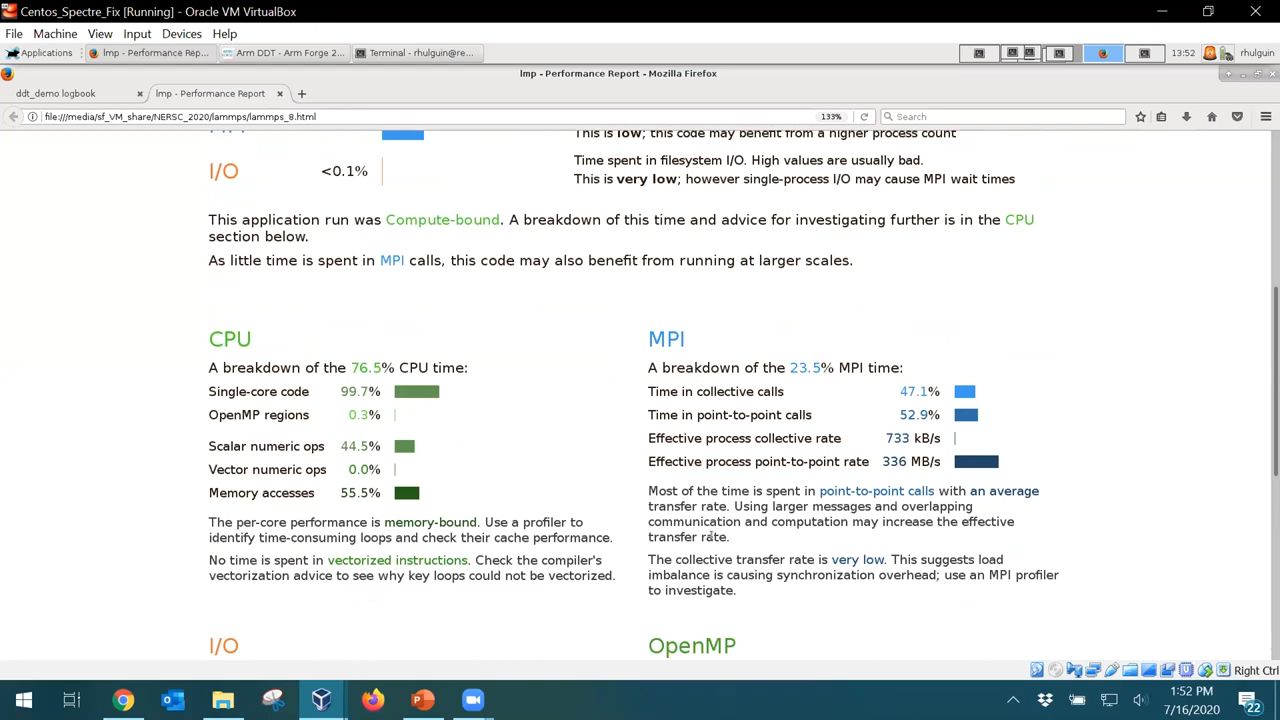 Centos_Spectre_Fix [Running] - Oracle VM VirtualBox
File Machine View Input Devices Help
Applications lmp - Performance Rep... Arm DDT - Arm Forge 2... Terminal - rhulguin@re... 13:52 rhulguin
lmp - Performance Report - Mozilla Firefox
ddt_demo logbook × lmp - Performance Report × +
file:///media/sf_VM_share/NERSC_2020/lammps/lammps_8.html 133% Search
This is low; this code may benefit from a higher process count
I/O <0.1% Time spent in filesystem I/O. High values are usually bad.
This is very low; however single-process I/O may cause MPI wait times
This application run was Compute-bound. A breakdown of this time and advice for investigating further is in the CPU
section below.
As little time is spent in MPI calls, this code may also benefit from running at larger scales.
CPU
A breakdown of the 76.5% CPU time:
Single-core code 99.7%
OpenMP regions 0.3%
Scalar numeric ops 44.5%
Vector numeric ops 0.0%
Memory accesses 55.5%
The per-core performance is memory-bound. Use a profiler to
identify time-consuming loops and check their cache performance.
No time is spent in vectorized instructions. Check the compiler's
vectorization advice to see why key loops could not be vectorized.
MPI
A breakdown of the 23.5% MPI time:
Time in collective calls 47.1%
Time in point-to-point calls 52.9%
Effective process collective rate 733 kB/s
Effective process point-to-point rate 336 MB/s
Most of the time is spent in point-to-point calls with an average
transfer rate. Using larger messages and overlapping
communication and computation may increase the effective
transfer rate.
The collective transfer rate is very low. This suggests load
imbalance is causing synchronization overhead; use an MPI profiler
to investigate.
I/O
OpenMP
Right Ctrl
1:52 PM
7/16/2020
22